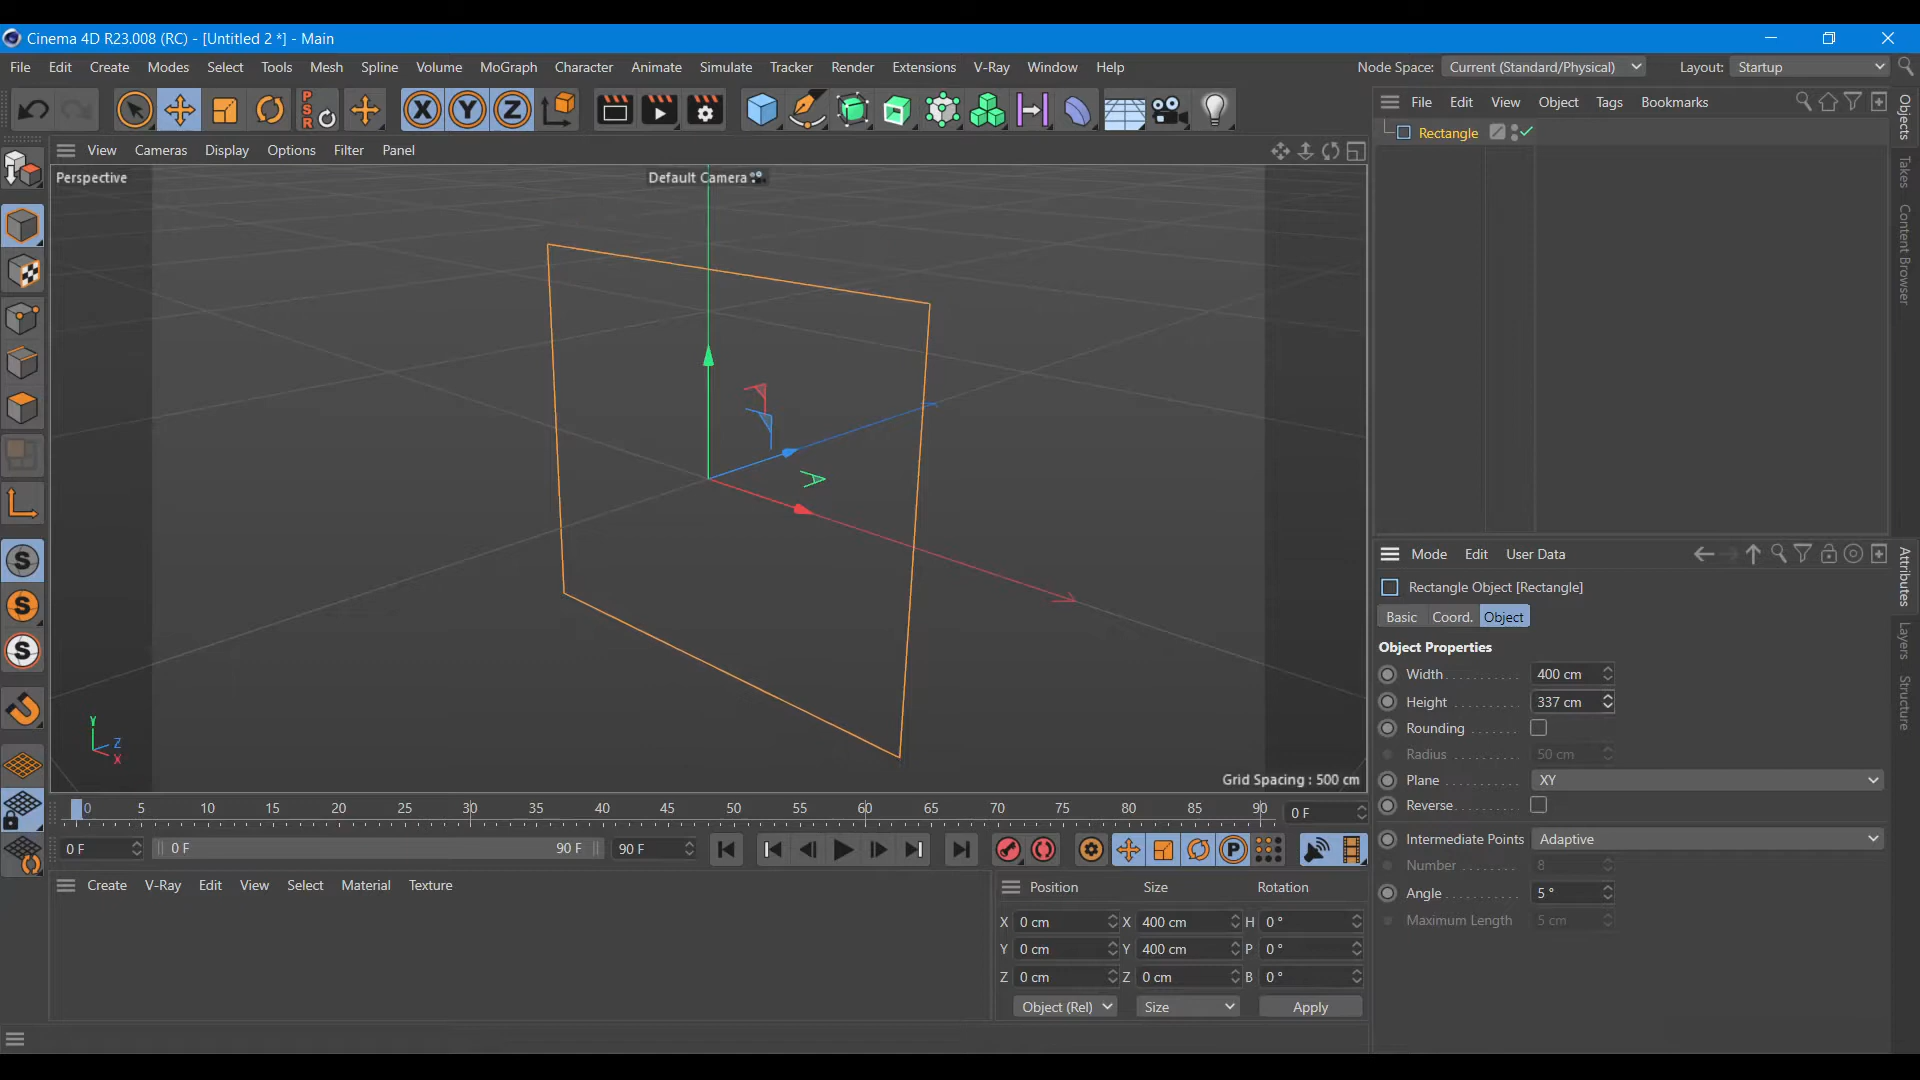 Cinema 4D R23.008 (RC) - [Untitled 2 *] - Main
File Edit Create Modes Select Tools Mesh Spline Volume MoGraph Character Animate Simulate Tracker Render Extensions V-Ray Window Help Node Space: Current (Standard/Physical) Layout: Startup
PSR X Y Z
File Edit View Object Tags Bookmarks
Rectangle
Objects
Takes
Content Browser
View Cameras Display Options Filter Panel
Perspective Default Camera
S
S
S
Y
Z
X
Grid Spacing : 500 cm
Mode Edit User Data
Rectangle Object [Rectangle]
Basic Coord. Object
Object Properties
Width 400 cm
Height 337 cm
Rounding
Radius 50 cm
Plane XY
Reverse
Intermediate Points Adaptive
Number 8
Angle 5 °
Maximum Length 5 cm
Attributes
Layers
Structure
0 5 10 15 20 25 30 35 40 45 50 55 60 65 70 75 80 85 90 0 F
0 F 0 F 90 F 90 F P
Create V-Ray Edit View Select Material Texture
Position Size Rotation
X 0 cm X 400 cm H 0 °
Y 0 cm Y 400 cm P 0 °
Z 0 cm Z 0 cm B 0 °
Object (Rel) Size Apply